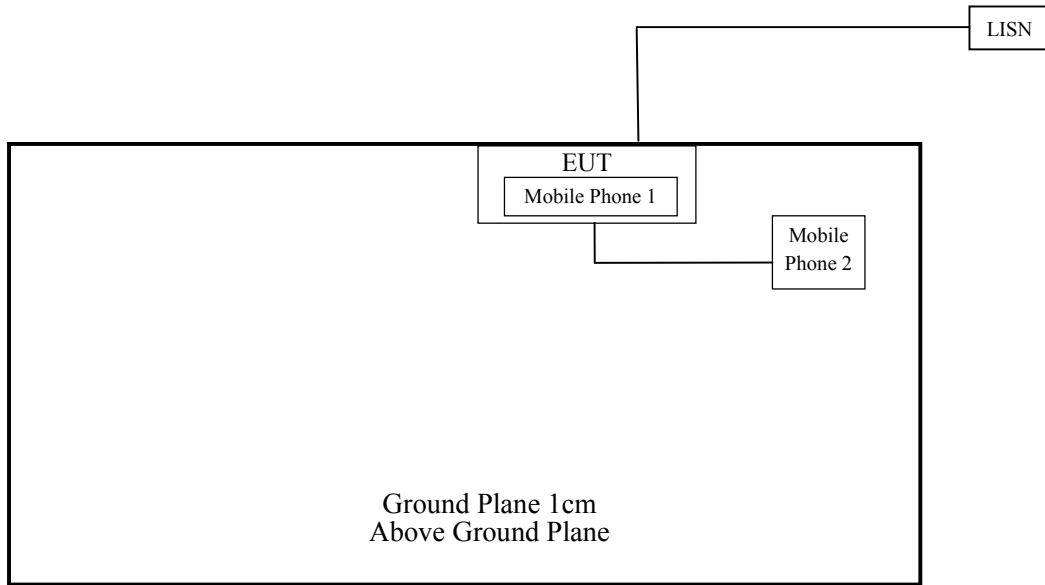 LISN
EUT
Mobile Phone 1
Mobile
Phone 2
Ground Plane 1cm
Above Ground Plane